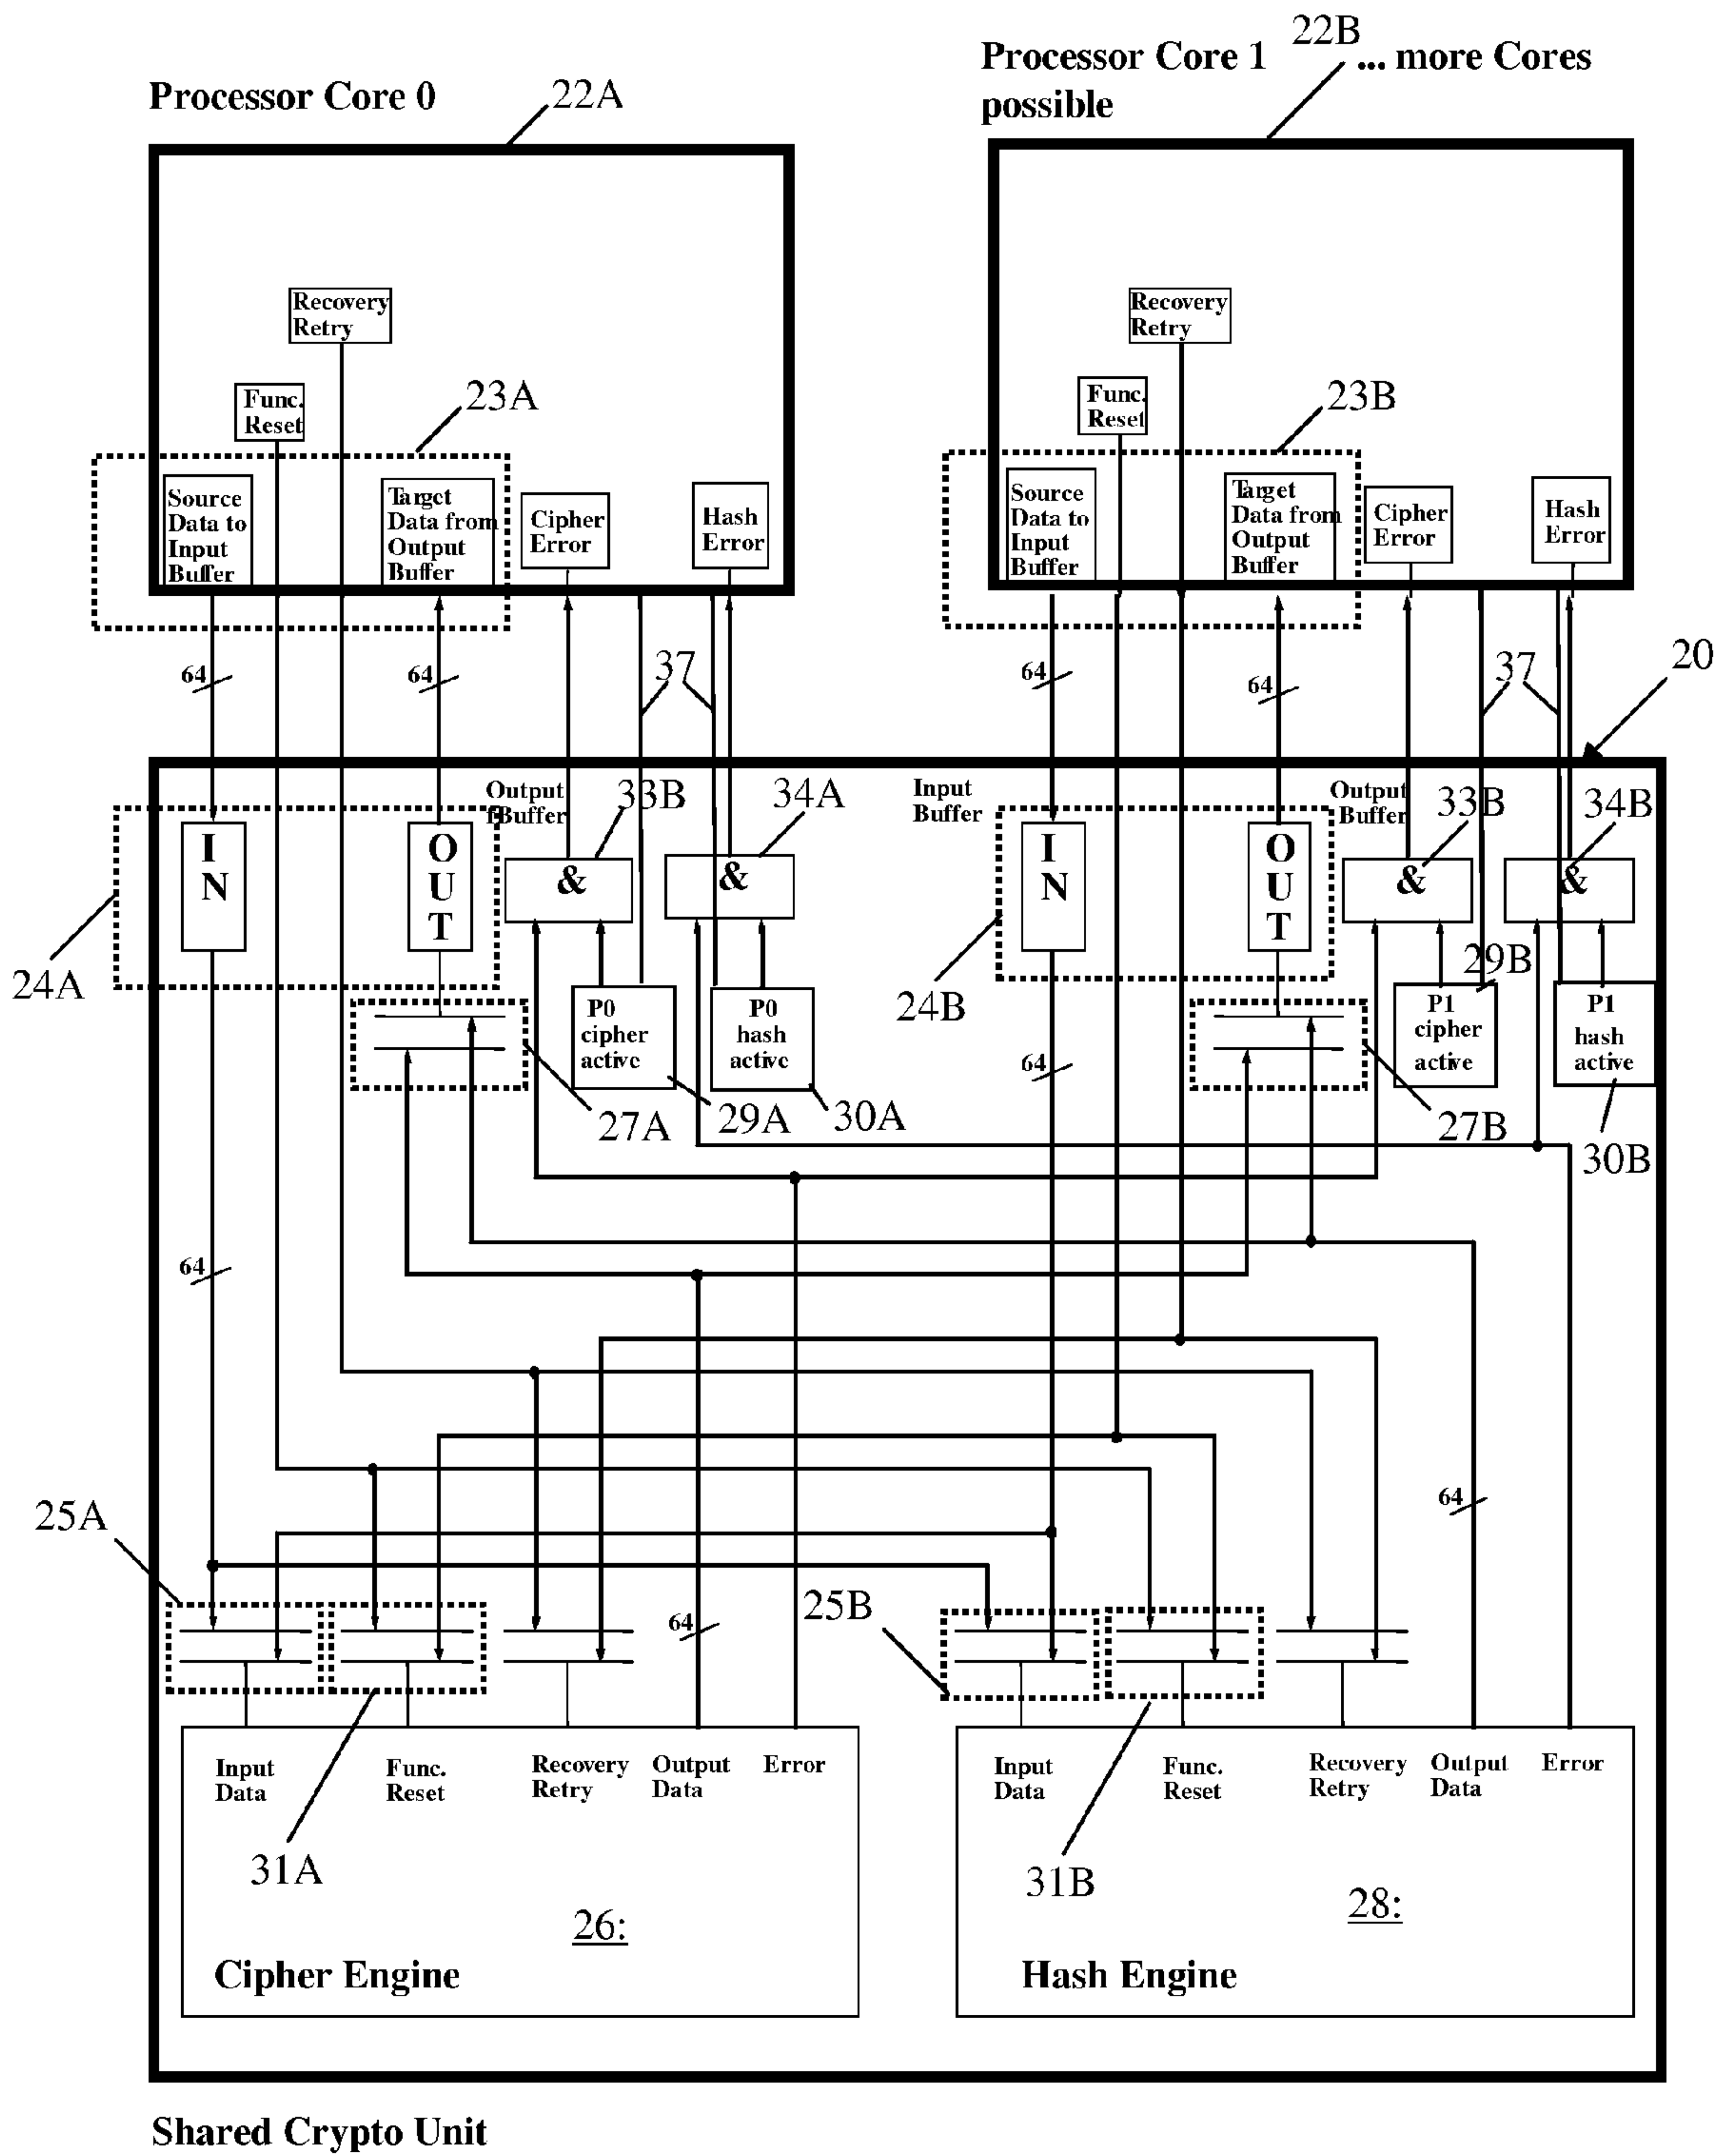 22B
Processor Core 1 ... more Cores
possible
Processor Core 0
22A
Recovery
Retry
Func.
Reset
23A
Source
Data to
Input
Buffer
Target
Data from
Output
Buffer
Cipher
Error
Hash
Error
Recovery
Retry
Func.
Reset
23B
Source
Data to
Input
Buffer
Target
Data from
Output
Buffer
Cipher
Error
Hash
Error
64
64
37
64
64
37
20
Output
fBuffer
33B
34A
Input
Buffer
Output
Buffer
33B
34B
I
N
O
U
T
&
&
I
N
O
U
T
&
&
24A
24B
29B
P0
cipher
active
P0
hash
active
P1
cipher
active
P1
hash
active
64
27A
29A
30A
27B
30B
64
64
25A
25B
64
Input
Data
Func.
Reset
Recovery
Retry
Output
Data
Error
Input
Data
Func.
Reset
Recovery
Retry
Output
Data
Error
31A
31B
26:
28:
Cipher Engine
Hash Engine
Shared Crypto Unit